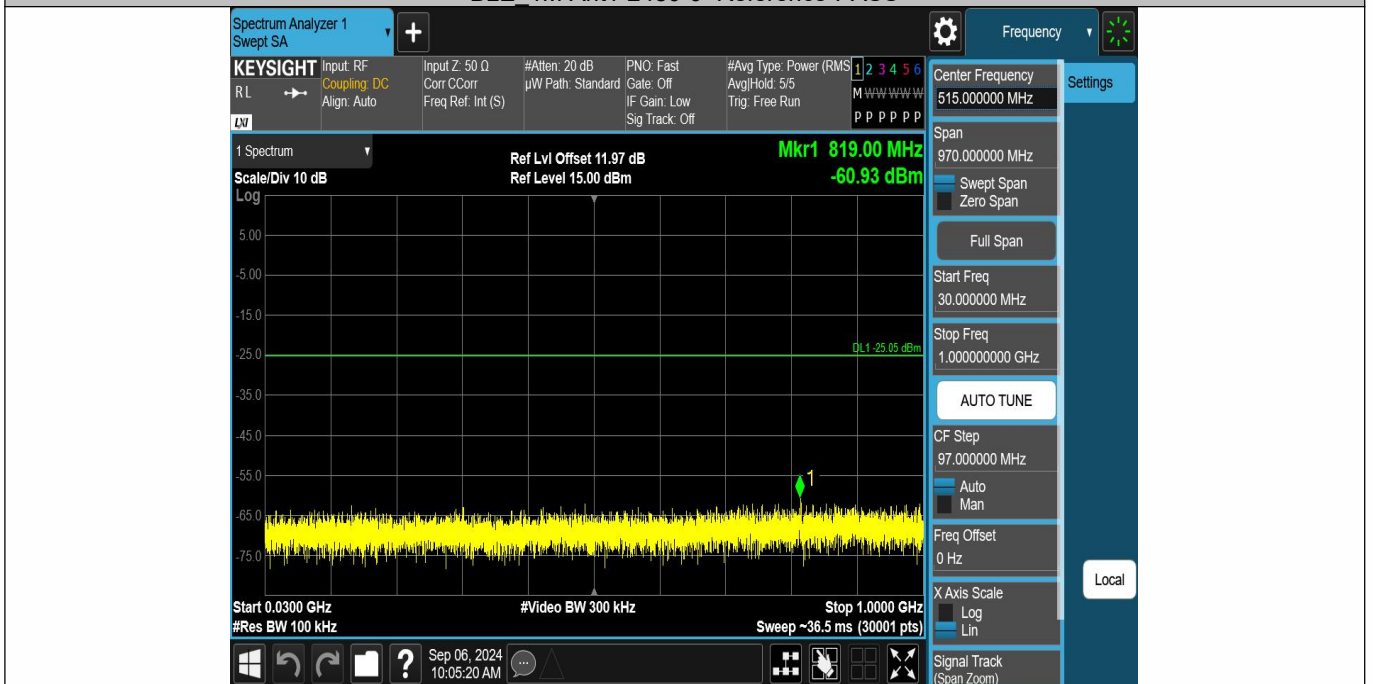 Spectrum Analyzer 1
Swept SA
+
Frequency
KEYSIGHT
RL
LXI
Input: RF
Coupling: DC
Align: Auto
Input Z: 50 Ω
Corr CCorr
Freq Ref: Int (S)
#Atten: 20 dB
µW Path: Standard
PNO: Fast
Gate: Off
IF Gain: Low
Sig Track: Off
#Avg Type: Power (RMS
Avg|Hold: 5/5
Trig: Free Run
1 2 3 4 5 6
M W W W W W
P P P P P P
Center Frequency
515.000000 MHz
Settings
1 Spectrum
Scale/Div 10 dB
Ref Lvl Offset 11.97 dB
Ref Level 15.00 dBm
Mkr1 819.00 MHz
-60.93 dBm
Span
970.000000 MHz
Swept Span
Zero Span
Full Span
Start Freq
30.000000 MHz
Stop Freq
1.000000000 GHz
AUTO TUNE
CF Step
97.000000 MHz
Auto
Man
Freq Offset
0 Hz
X Axis Scale
Log
Lin
Signal Track
(Span Zoom)
Local
Log
5.00
-5.00
-15.0
-25.0
DL1 -25.05 dBm
-35.0
-45.0
-55.0
1
-65.0
-75.0
Start 0.0300 GHz
#Video BW 300 kHz
Stop 1.0000 GHz
#Res BW 100 kHz
Sweep ~36.5 ms (30001 pts)
?
Sep 06, 2024
10:05:20 AM